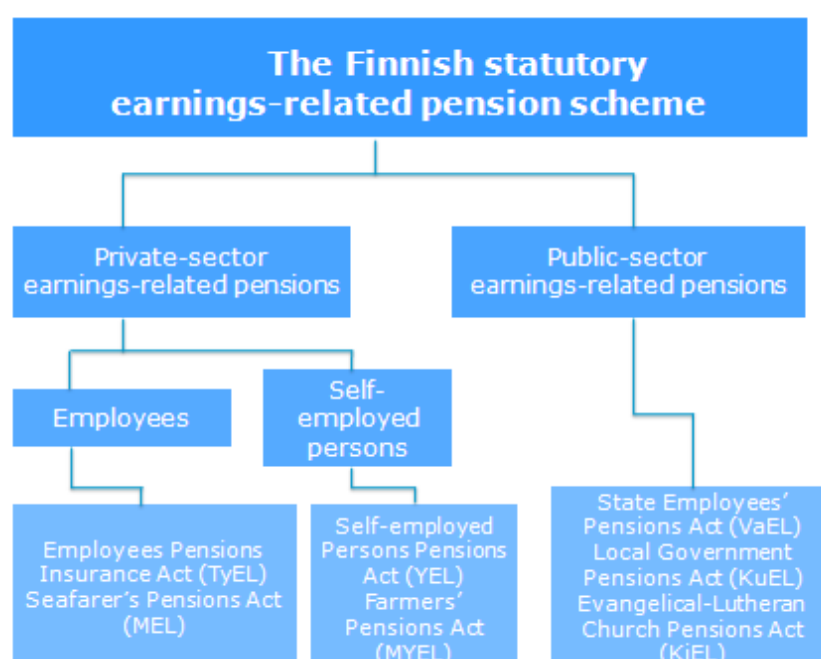 The Finnish statutory
earnings-related pension scheme
Private-sector
earnings-related pensions
Public-sector
earnings-related pensions
Employees
Self-
employed
persons
Employees Pensions
Insurance Act (TyEL)
Seafarer's Pensions Act
(MEL)
Self-employed
Persons Pensions
Act (YEL)
Farmers'
Pensions Act
(MYEL)
State Employees'
Pensions Act (VaEL)
Local Government
Pensions Act (KuEL)
Evangelical-Lutheran
Church Pensions Act
(KiEL)